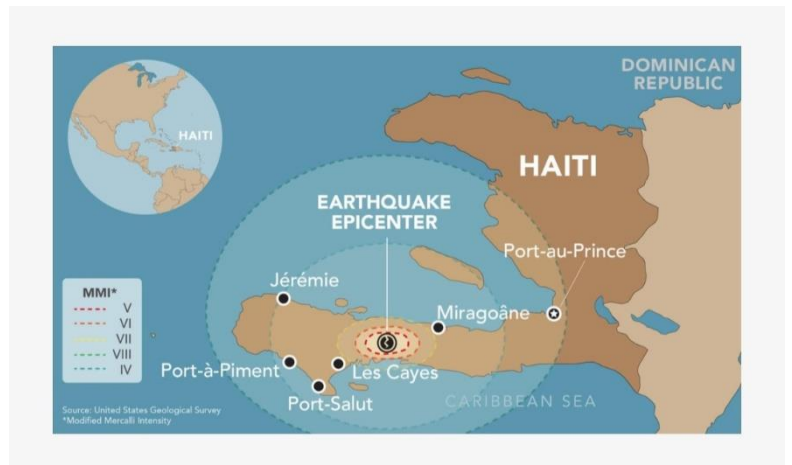 DOMINICAN
REPUBLIC
HAITI
HAITI
EARTHQUAKE
EPICENTER
Port-au-Prince
Jérémie
MMI*
V
VI
VII
VIII
IV
Miragoâne
Port-à-Piment
Les Cayes
Port-Salut
CARIBBEAN SEA
Source: United States Geological Survey
*Modified Mercalli Intensity